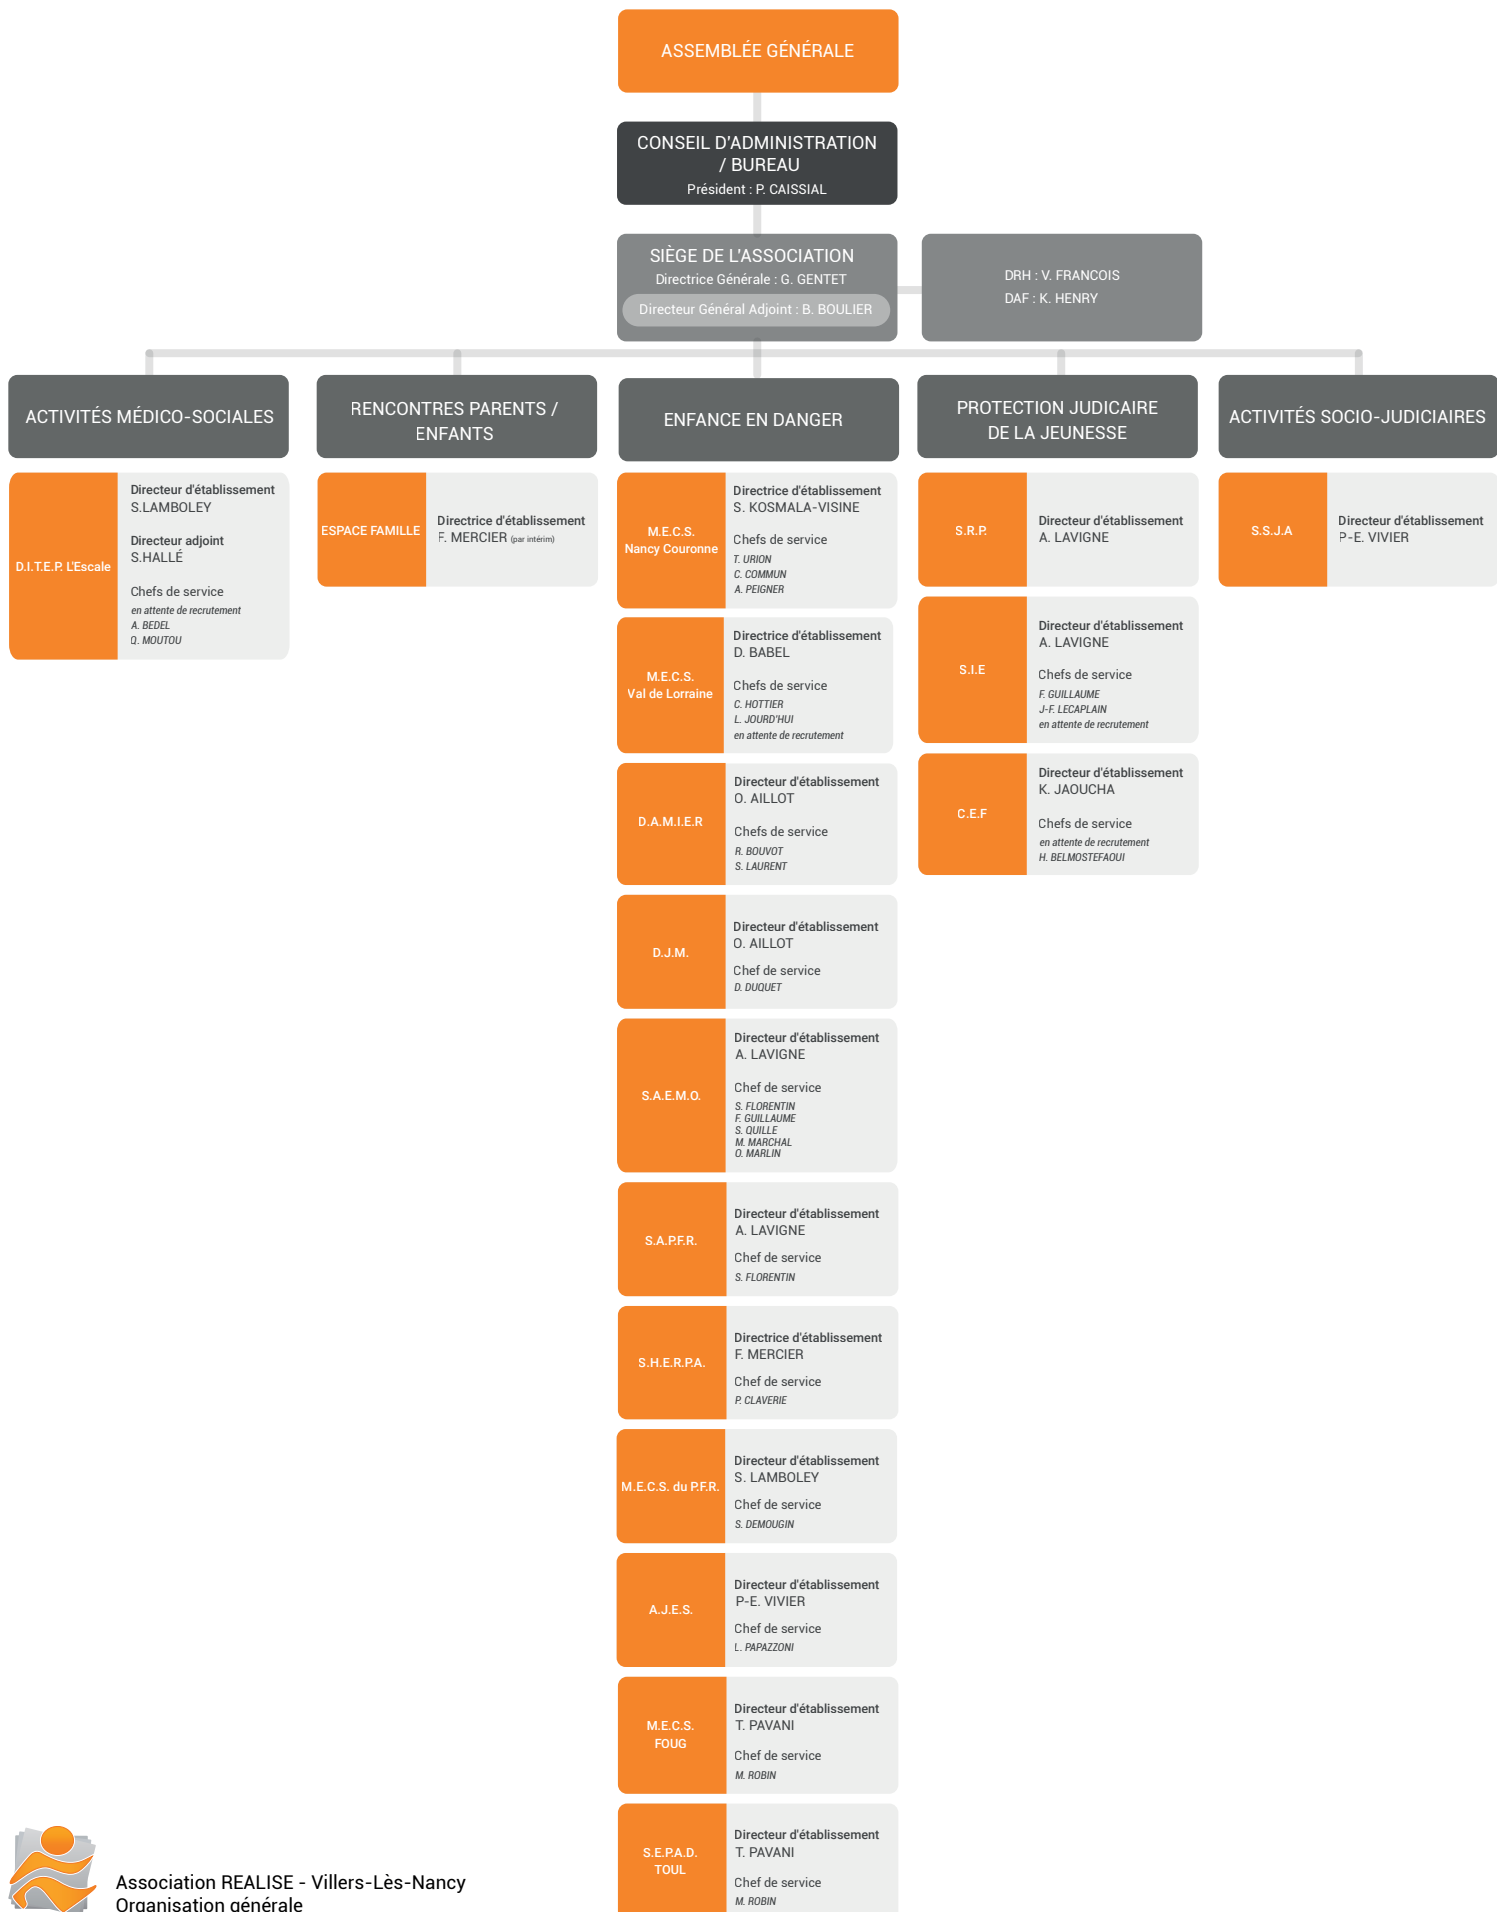 ASSEMBLÉE GÉNÉRALE
CONSEIL D'ADMINISTRATION
/ BUREAU
Président : P. CAISSIAL
SIÈGE DE L'ASSOCIATION
Directrice Générale : G. GENTET
Directeur Général Adjoint : B. BOULIER
DRH : V. FRANCOIS
DAF : K. HENRY
ACTIVITÉS MÉDICO-SOCIALES
D.I.T.E.P. L'Escale
Directeur d'établissement
S.LAMBOLEY
Directeur adjoint
S.HALLÉ
Chefs de service
en attente de recrutement
A. BEDEL
Q. MOUTOU
RENCONTRES PARENTS /
ENFANTS
ESPACE FAMILLE
Directrice d'établissement
F. MERCIER (par intérim)
ENFANCE EN DANGER
M.E.C.S.
Nancy Couronne
Directrice d'établissement
S. KOSMALA-VISINE
Chefs de service
T. URION
C. COMMUN
A. PEIGNER
M.E.C.S.
Val de Lorraine
Directrice d'établissement
D. BABEL
Chefs de service
C. HOTTIER
L. JOURD'HUI
en attente de recrutement
D.A.M.I.E.R
Directeur d'établissement
O. AILLOT
Chefs de service
R. BOUVOT
S. LAURENT
D.J.M.
Directeur d'établissement
O. AILLOT
Chef de service
D. DUQUET
S.A.E.M.O.
Directeur d'établissement
A. LAVIGNE
Chef de service
S. FLORENTIN
F. GUILLAUME
S. QUILLE
M. MARCHAL
O. MARLIN
S.A.P.F.R.
Directeur d'établissement
A. LAVIGNE
Chef de service
S. FLORENTIN
S.H.E.R.P.A.
Directrice d'établissement
F. MERCIER
Chef de service
P. CLAVERIE
M.E.C.S. du P.F.R.
Directeur d'établissement
S. LAMBOLEY
Chef de service
S. DEMOUGIN
A.J.E.S.
Directeur d'établissement
P-E. VIVIER
Chef de service
L. PAPAZZONI
M.E.C.S.
FOUG
Directeur d'établissement
T. PAVANI
Chef de service
M. ROBIN
S.E.P.A.D.
TOUL
Directeur d'établissement
T. PAVANI
Chef de service
M. ROBIN
PROTECTION JUDICAIRE
DE LA JEUNESSE
S.R.P.
Directeur d'établissement
A. LAVIGNE
S.I.E
Directeur d'établissement
A. LAVIGNE
Chefs de service
F. GUILLAUME
J-F. LECAPLAIN
en attente de recrutement
C.E.F
Directeur d'établissement
K. JAOUCHA
Chefs de service
en attente de recrutement
H. BELMOSTEFAOUI
ACTIVITÉS SOCIO-JUDICIAIRES
S.S.J.A
Directeur d'établissement
P-E. VIVIER
Association REALISE - Villers-Lès-Nancy
Organisation générale